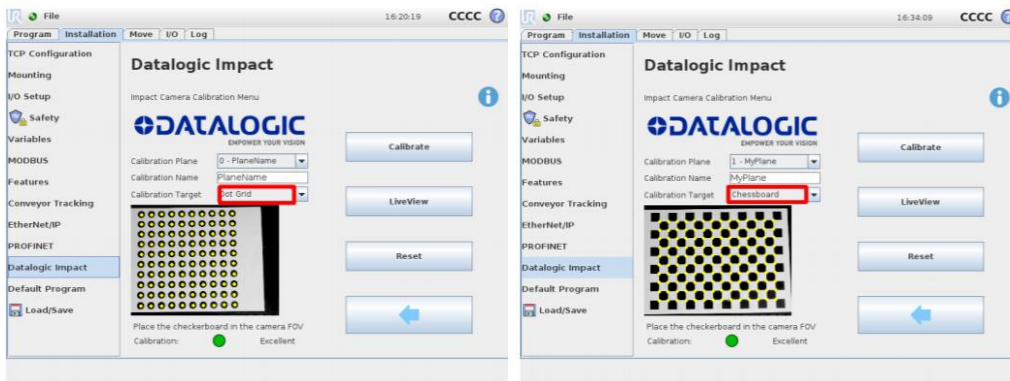 File 16:20:19 CCCC ?
Program Installation Move I/O Log
TCP Configuration
Mounting
I/O Setup
Safety
Variables
MODBUS
Features
Conveyor Tracking
EtherNet/IP
PROFINET
Datalogic Impact
Default Program
Load/Save
Datalogic Impact
Impact Camera Calibration Menu
i
DATALOGIC
EMPOWER YOUR VISION
Calibration Plane 0 - PlaneName
Calibration Name PlaneName
Calibration Target Dot Grid
Place the checkerboard in the camera FOV
Calibration: Excellent
Calibrate
LiveView
Reset
File 16:34:09 CCCC ?
Program Installation Move I/O Log
TCP Configuration
Mounting
I/O Setup
Safety
Variables
MODBUS
Features
Conveyor Tracking
EtherNet/IP
PROFINET
Datalogic Impact
Default Program
Load/Save
Datalogic Impact
Impact Camera Calibration Menu
i
DATALOGIC
EMPOWER YOUR VISION
Calibration Plane 1 - MyPlane
Calibration Name MyPlane
Calibration Target Chessboard
Place the checkerboard in the camera FOV
Calibration: Excellent
Calibrate
LiveView
Reset